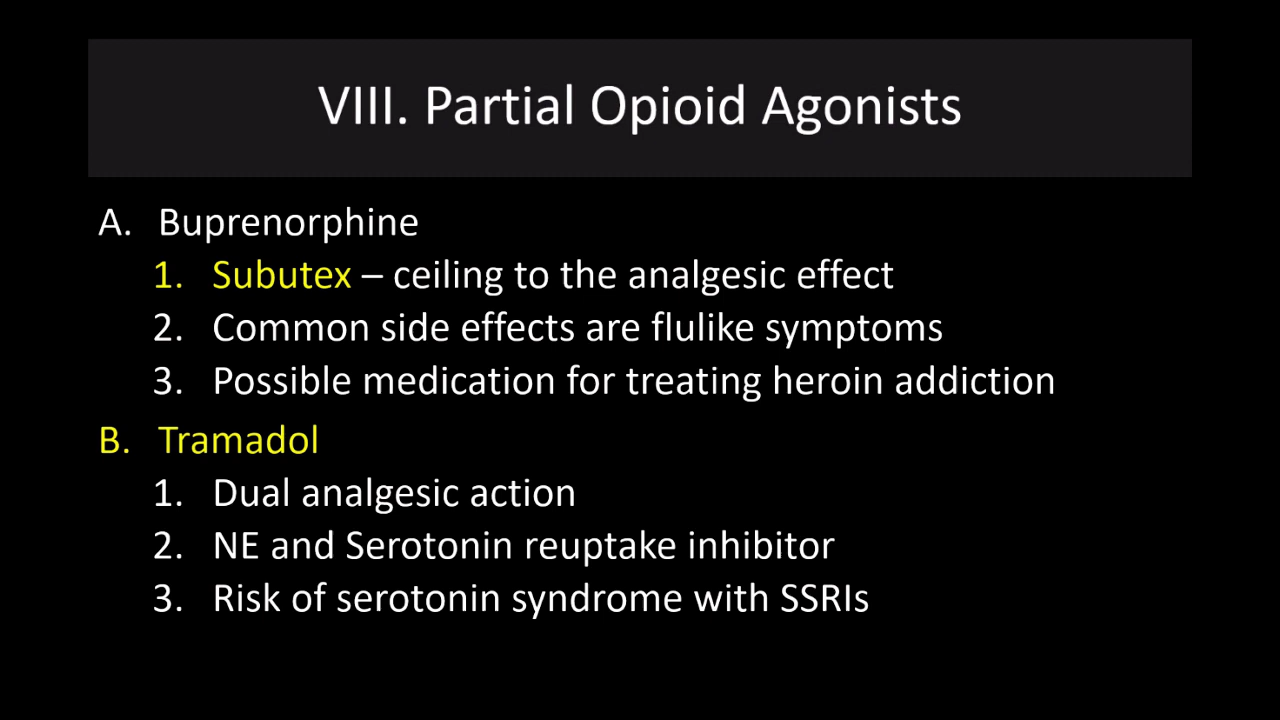 VIII. Partial Opioid Agonists
A. Buprenorphine
1. Subutex – ceiling to the analgesic effect
2. Common side effects are flulike symptoms
3. Possible medication for treating heroin addiction
B. Tramadol
1. Dual analgesic action
2. NE and Serotonin reuptake inhibitor
3. Risk of serotonin syndrome with SSRIs